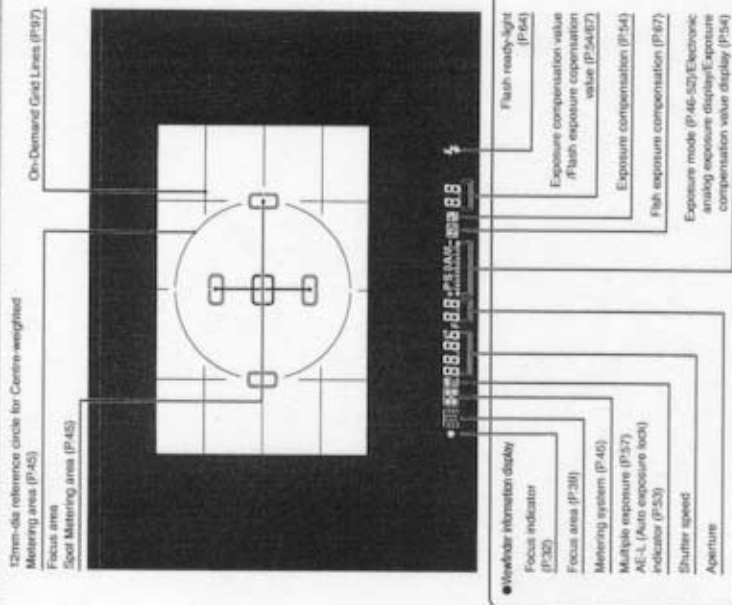 On-Demand Grid Lines (P.97)
12mm-dia reference circle for Centre-weighted
Metering area (P.45)
Focus area
Spot Metering area (P.45)
●Viewfinder information display
Focus indicator
(P.32)
Focus area (P.38)
Metering system (P.45)
Multiple exposure (P.57)
AE-L (Auto exposure lock)
indicator (P.53)
Shutter speed
Aperture
Flash ready-light
(P.64)
Exposure compensation value
/Flash exposure copensation
value (P.54/67)
Exposure compensation (P.54)
Flsh exposure compensation (P.67)
Exposure mode (P.46-52)/Electronic
analog exposure display/Exposure
compensation value display (P.54)